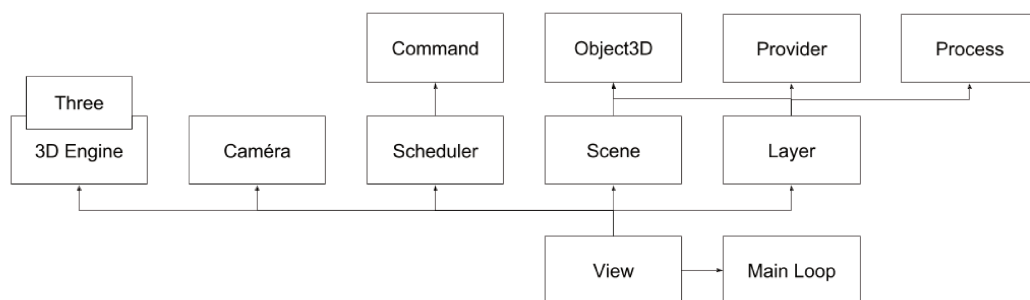 Command
Object3D
Provider
Process
Three
3D Engine
Caméra
Scheduler
Scene
Layer
View
Main Loop